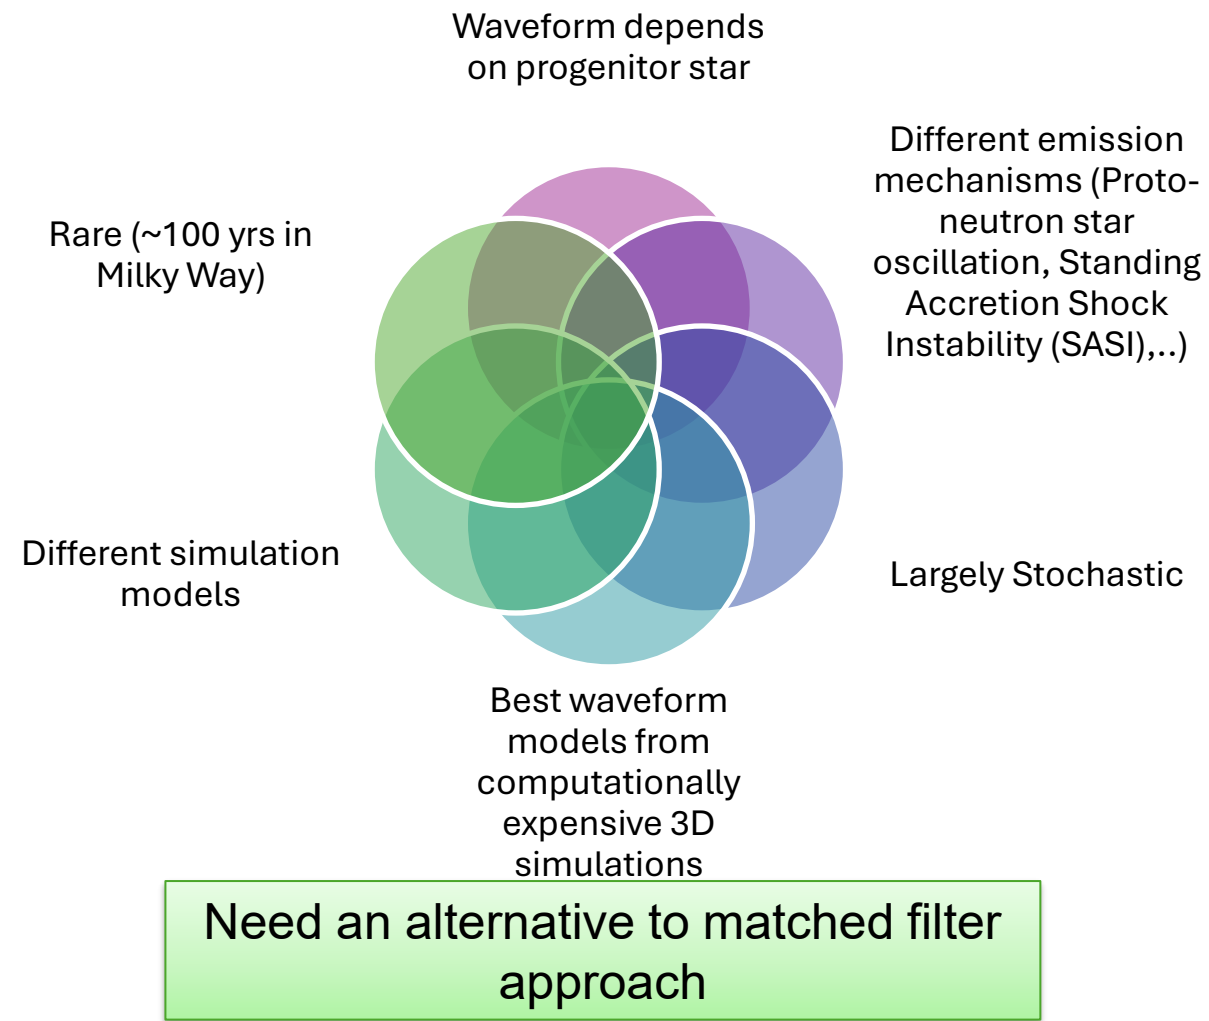 Waveform depends
on progenitor star
Different emission
mechanisms (Proto-
neutron star
oscillation, Standing
Accretion Shock
Instability (SASI),..)
Rare (~100 yrs in
Milky Way)
Different simulation
models
Largely Stochastic
Best waveform
models from
computationally
expensive 3D
simulations
Need an alternative to matched filter
approach